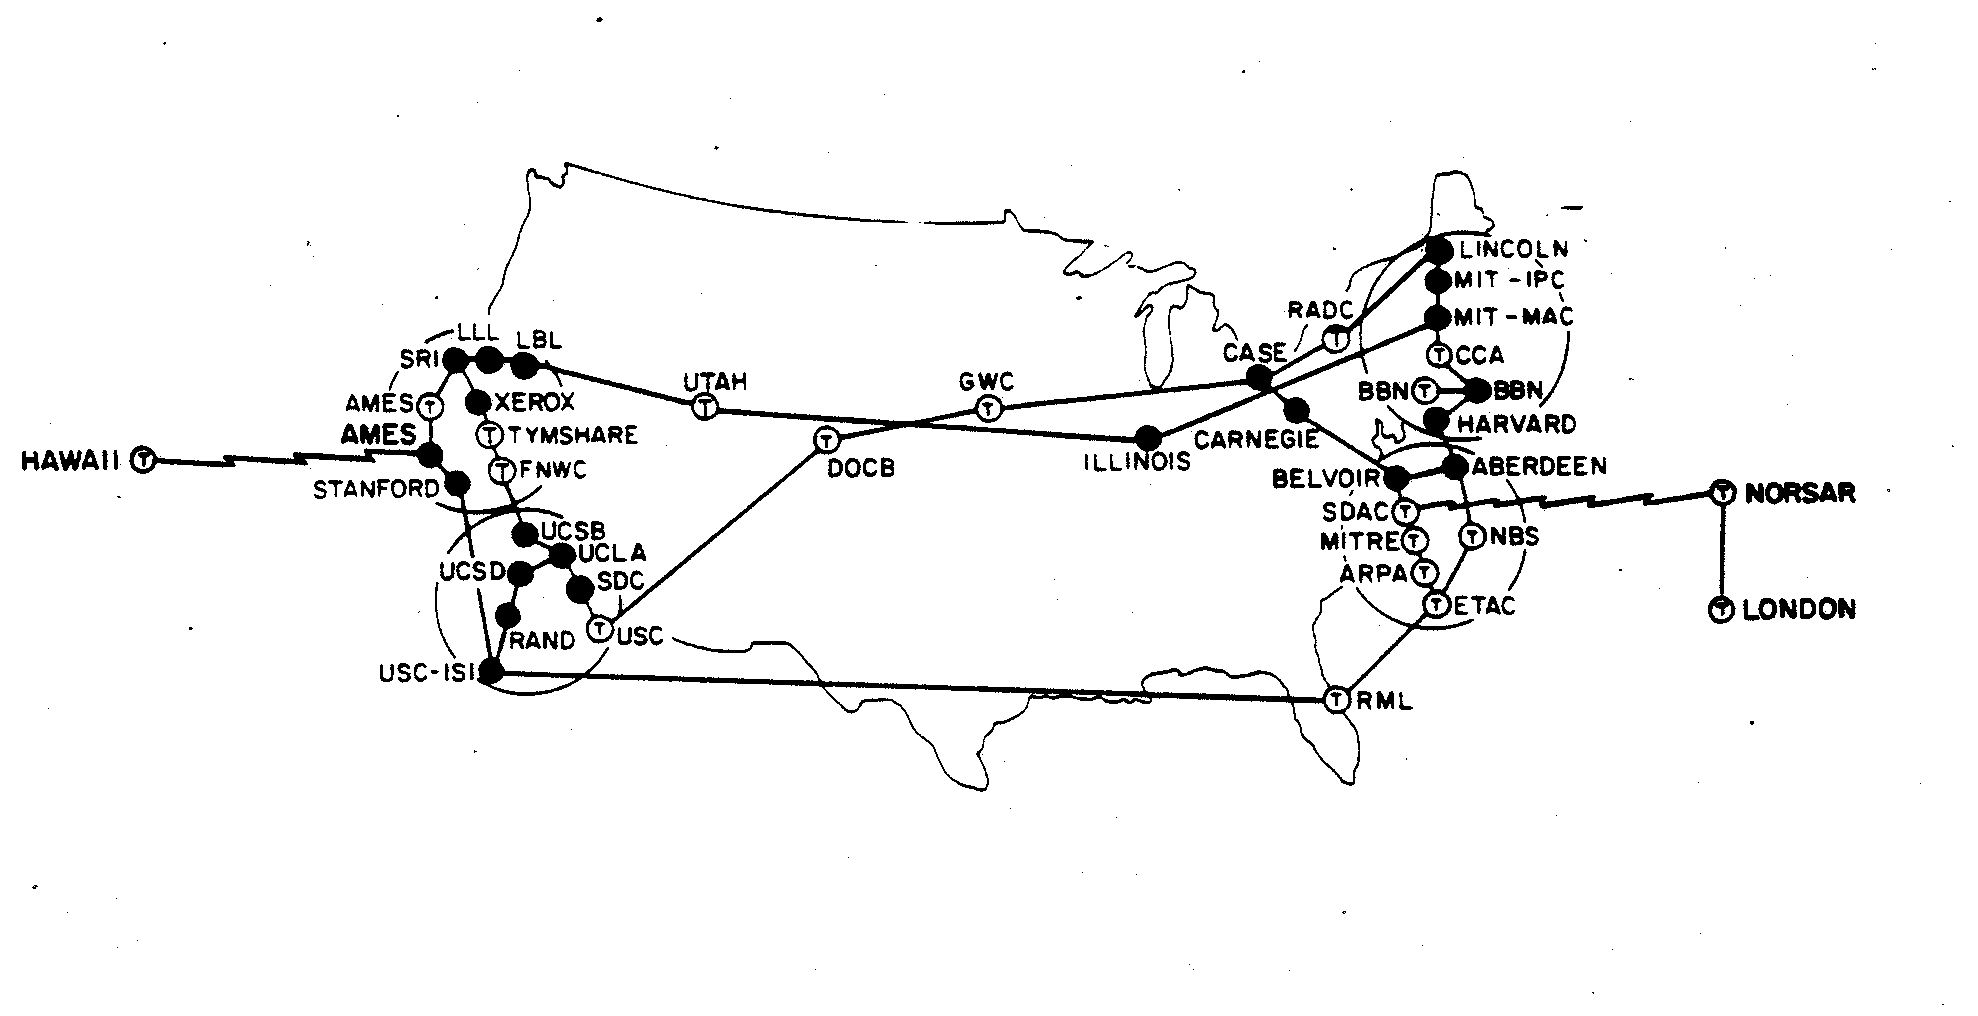 LINCOLN
MIT-IPC
RADC
MIT-MAC
LLL
LBL
SRI
CASE
CCA
UTAH
GWC
BBN T
BBN
AMES T
XEROX
HARVARD
AMES
T TYMSHARE
CARNEGIE
HAWAII T
T FNWC
DOCB
ILLINOIS
ABERDEEN
STANFORD
BELVOIR
T NORSAR
SDAC T
UCSB
MITRE T
T NBS
UCLA
UCSD
SDC
ARPA T
T ETAC
T LONDON
RAND
T USC
USC-ISI
T RML